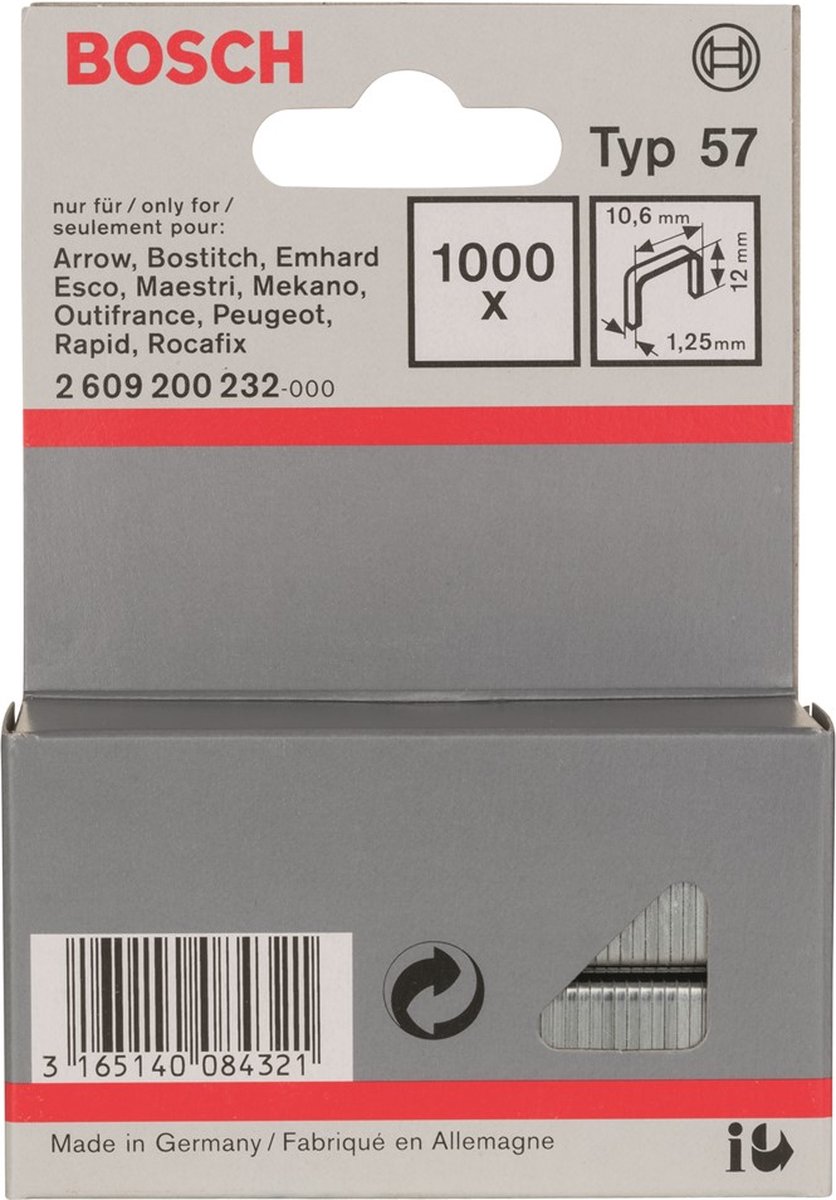 BOSCH
Typ 57
nur für / only for /
seulement pour:
Arrow, Bostitch, Emhard
Esco, Maestri, Mekano,
Outifrance, Peugeot,
Rapid, Rocafix
2 609 200 232-000
1000
x
10,6 mm
12 mm
1,25mm
3 165140 084321
Made in Germany / Fabriqué en Allemagne